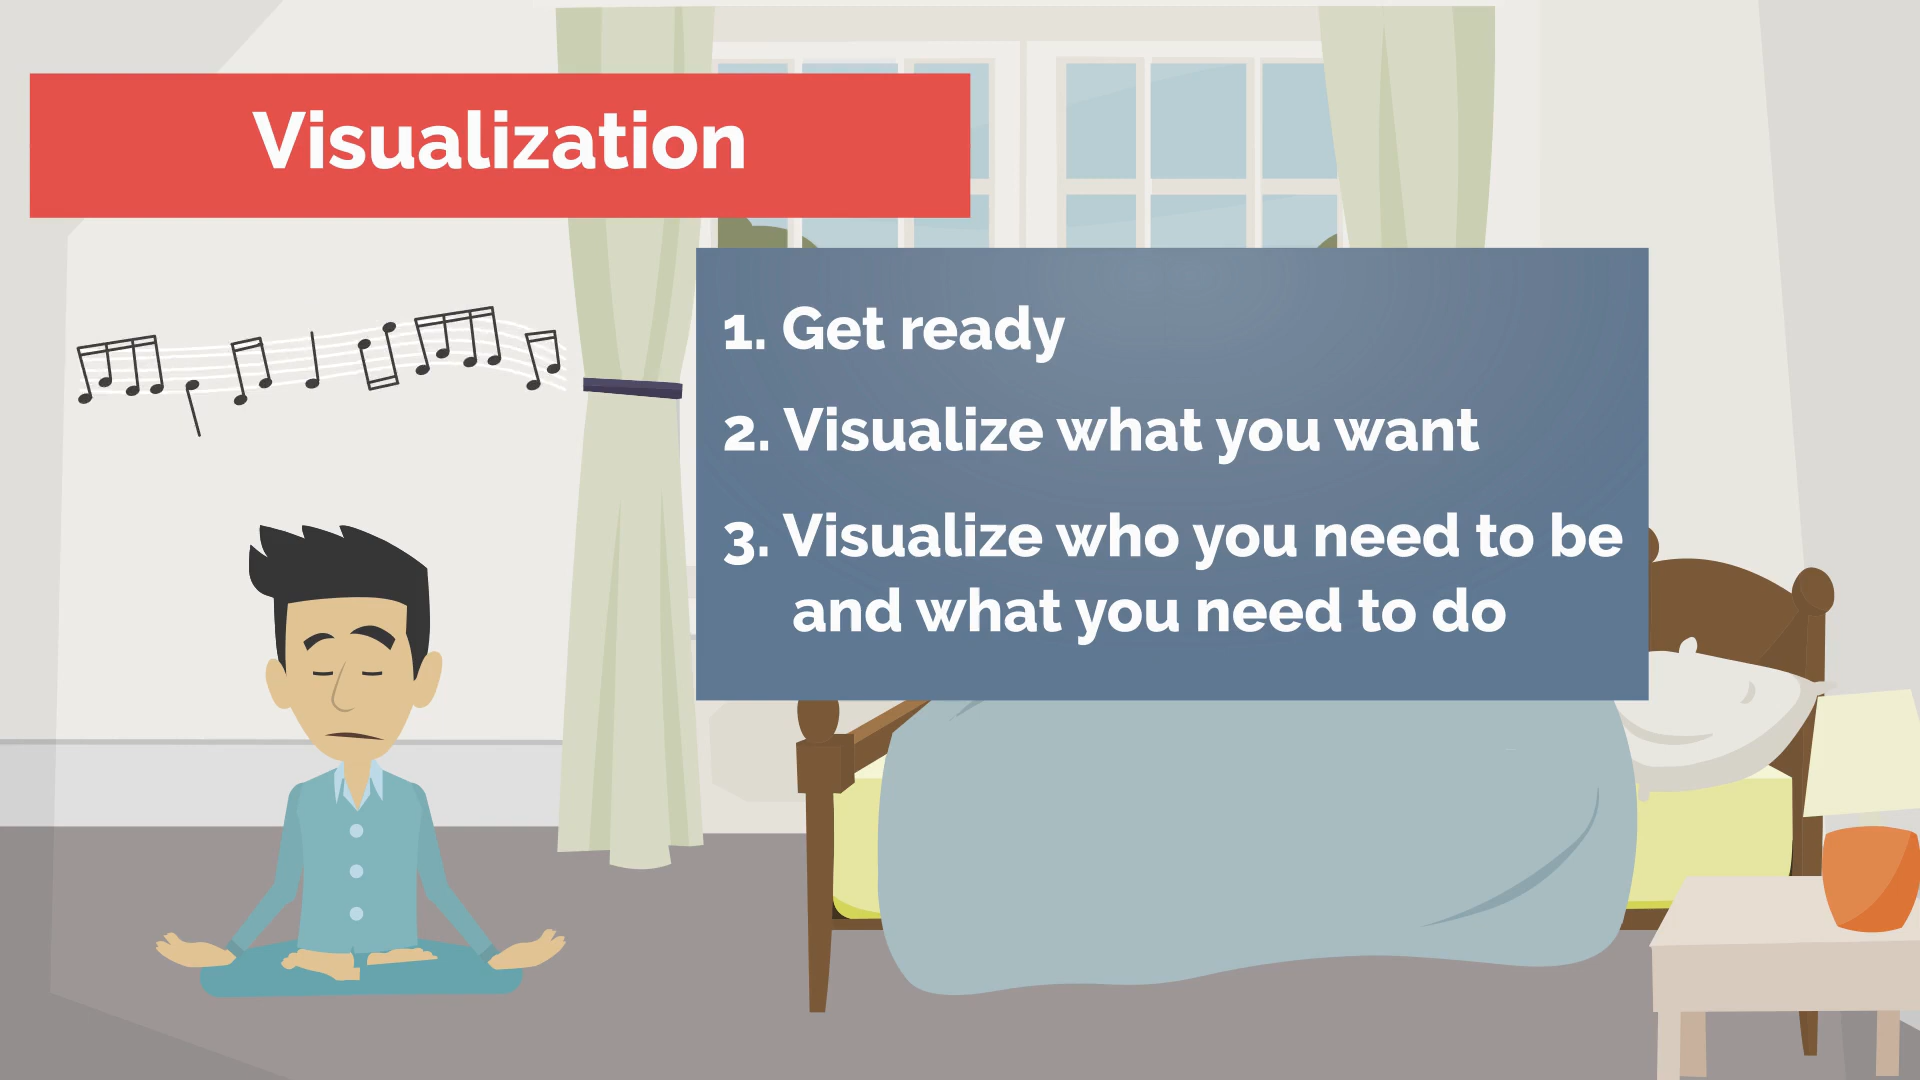 Visualization
1. Get ready
2. Visualize what you want
3. Visualize who you need to be
and what you need to do